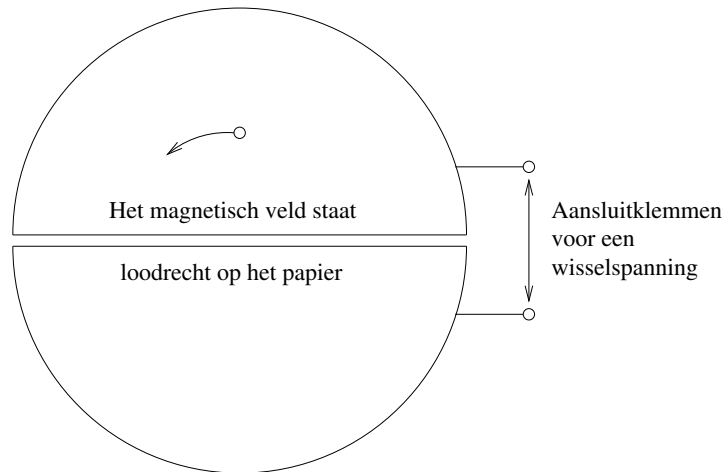 Het magnetisch veld staat
loodrecht op het papier
Aansluitklemmen
voor een
wisselspanning